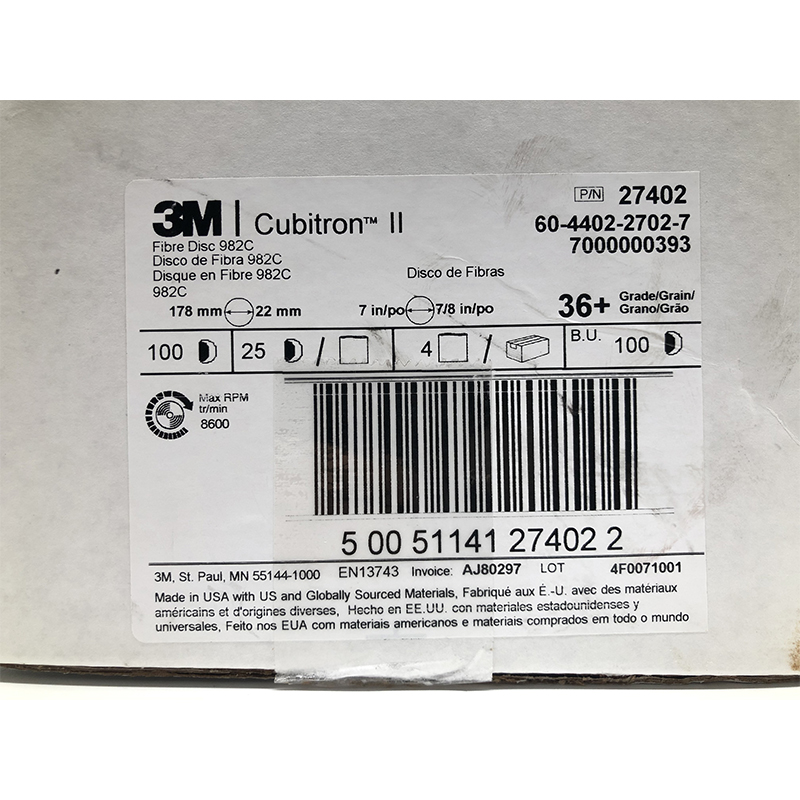 P/N 27402
3M | Cubitron™ II
60-4402-2702-7
7000000393
Fibre Disc 982C
Disco de Fibra 982C
Disque en Fibre 982C
Disco de Fibras
982C
178 mm 22 mm 7 in/po 7/8 in/po 36+ Grade/Grain/
Grano/Grão
100 25 / 4 / B.U. 100
Max RPM
tr/min
8600
5 00 51141 27402 2
3M, St. Paul, MN 55144-1000 EN13743 Invoice: AJ80297 LOT 4F0071001
Made in USA with US and Globally Sourced Materials, Fabriqué aux É.-U. avec des matériaux
américains et d'origines diverses, Hecho en EE.UU. con materiales estadounidenses y
universales, Feito nos EUA com materiais americanos e materiais comprados em todo o mundo